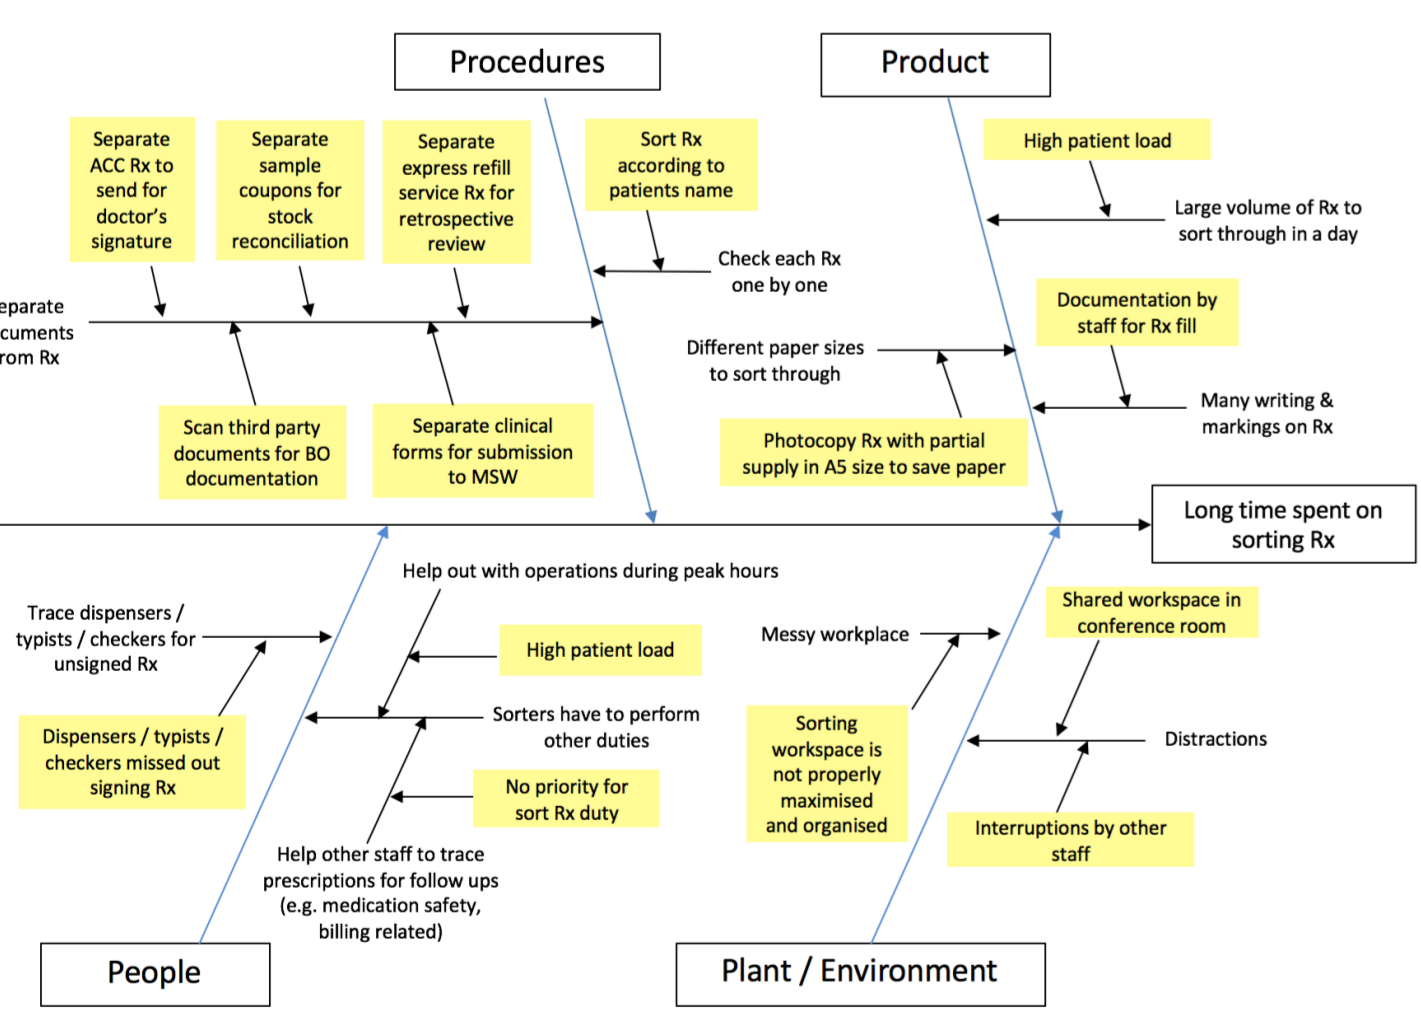 Procedures
Product
Separate
ACC Rx to
send for
doctor's
signature
Separate
sample
coupons for
stock
reconciliation
Separate
express refill
service Rx for
retrospective
review
Sort Rx
according to
patients name
High patient load
Large volume of Rx to
sort through in a day
Check each Rx
one by one
eparate
cuments
rom Rx
Documentation by
staff for Rx fill
Different paper sizes
to sort through
Many writing &
markings on Rx
Scan third party
documents for BO
documentation
Separate clinical
forms for submission
to MSW
Photocopy Rx with partial
supply in A5 size to save paper
Long time spent on
sorting Rx
Help out with operations during peak hours
Trace dispensers /
typists / checkers for
unsigned Rx
High patient load
Messy workplace
Shared workspace in
conference room
Dispensers / typists /
checkers missed out
signing Rx
Sorters have to perform
other duties
Sorting
workspace is
not properly
maximised
and organised
Distractions
No priority for
sort Rx duty
Interruptions by other
staff
Help other staff to trace
prescriptions for follow ups
(e.g. medication safety,
billing related)
People
Plant / Environment